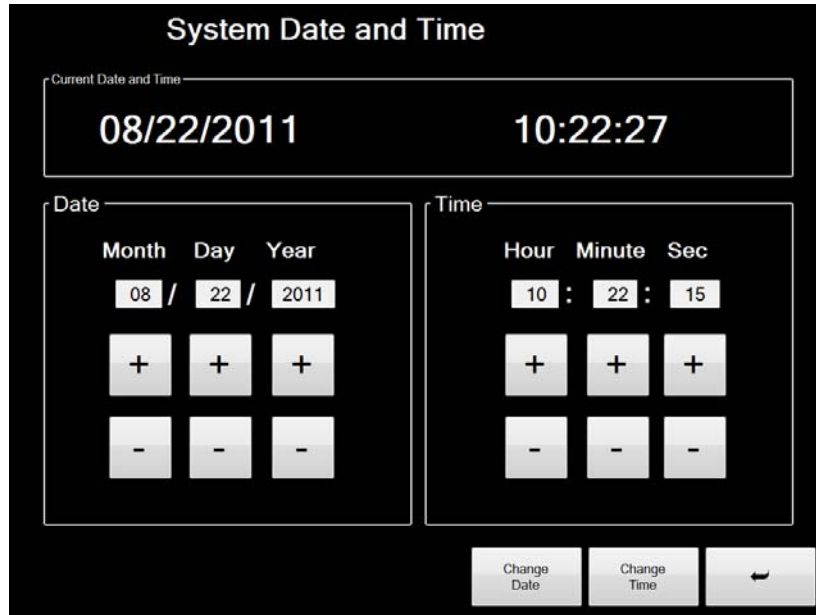 System Date and Time
Current Date and Time
08/22/2011 10:22:27
Date
Month Day Year
08 / 22 / 2011
+ + +
- - -
Time
Hour Minute Sec
10 : 22 : 15
+ + +
- - -
Change
Date
Change
Time